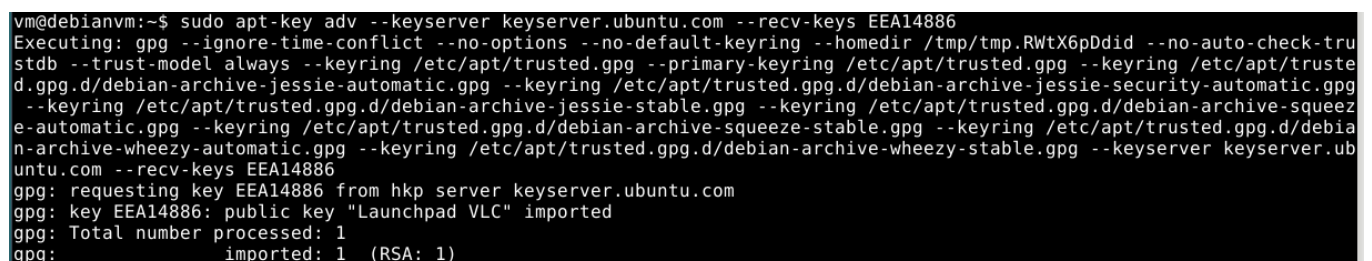 vm@debianvm:~$ sudo apt-key adv --keyserver keyserver.ubuntu.com --recv-keys EEA14886
Executing: gpg --ignore-time-conflict --no-options --no-default-keyring --homedir /tmp/tmp.RWtX6pDdid --no-auto-check-tru
stdb --trust-model always --keyring /etc/apt/trusted.gpg --primary-keyring /etc/apt/trusted.gpg --keyring /etc/apt/truste
d.gpg.d/debian-archive-jessie-automatic.gpg --keyring /etc/apt/trusted.gpg.d/debian-archive-jessie-security-automatic.gpg
 --keyring /etc/apt/trusted.gpg.d/debian-archive-jessie-stable.gpg --keyring /etc/apt/trusted.gpg.d/debian-archive-squeez
e-automatic.gpg --keyring /etc/apt/trusted.gpg.d/debian-archive-squeeze-stable.gpg --keyring /etc/apt/trusted.gpg.d/debia
n-archive-wheezy-automatic.gpg --keyring /etc/apt/trusted.gpg.d/debian-archive-wheezy-stable.gpg --keyserver keyserver.ub
untu.com --recv-keys EEA14886
gpg: requesting key EEA14886 from hkp server keyserver.ubuntu.com
gpg: key EEA14886: public key "Launchpad VLC" imported
gpg: Total number processed: 1
gpg:               imported: 1  (RSA: 1)